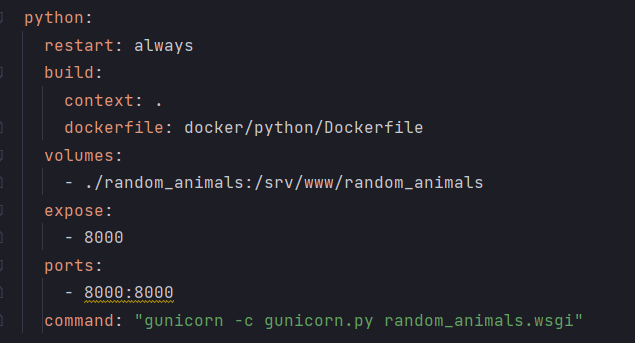 python:
  restart: always
  build:
    context: .
    dockerfile: docker/python/Dockerfile
  volumes:
    - ./random_animals:/srv/www/random_animals
  expose:
    - 8000
  ports:
    - 8000:8000
  command: "gunicorn -c gunicorn.py random_animals.wsgi"